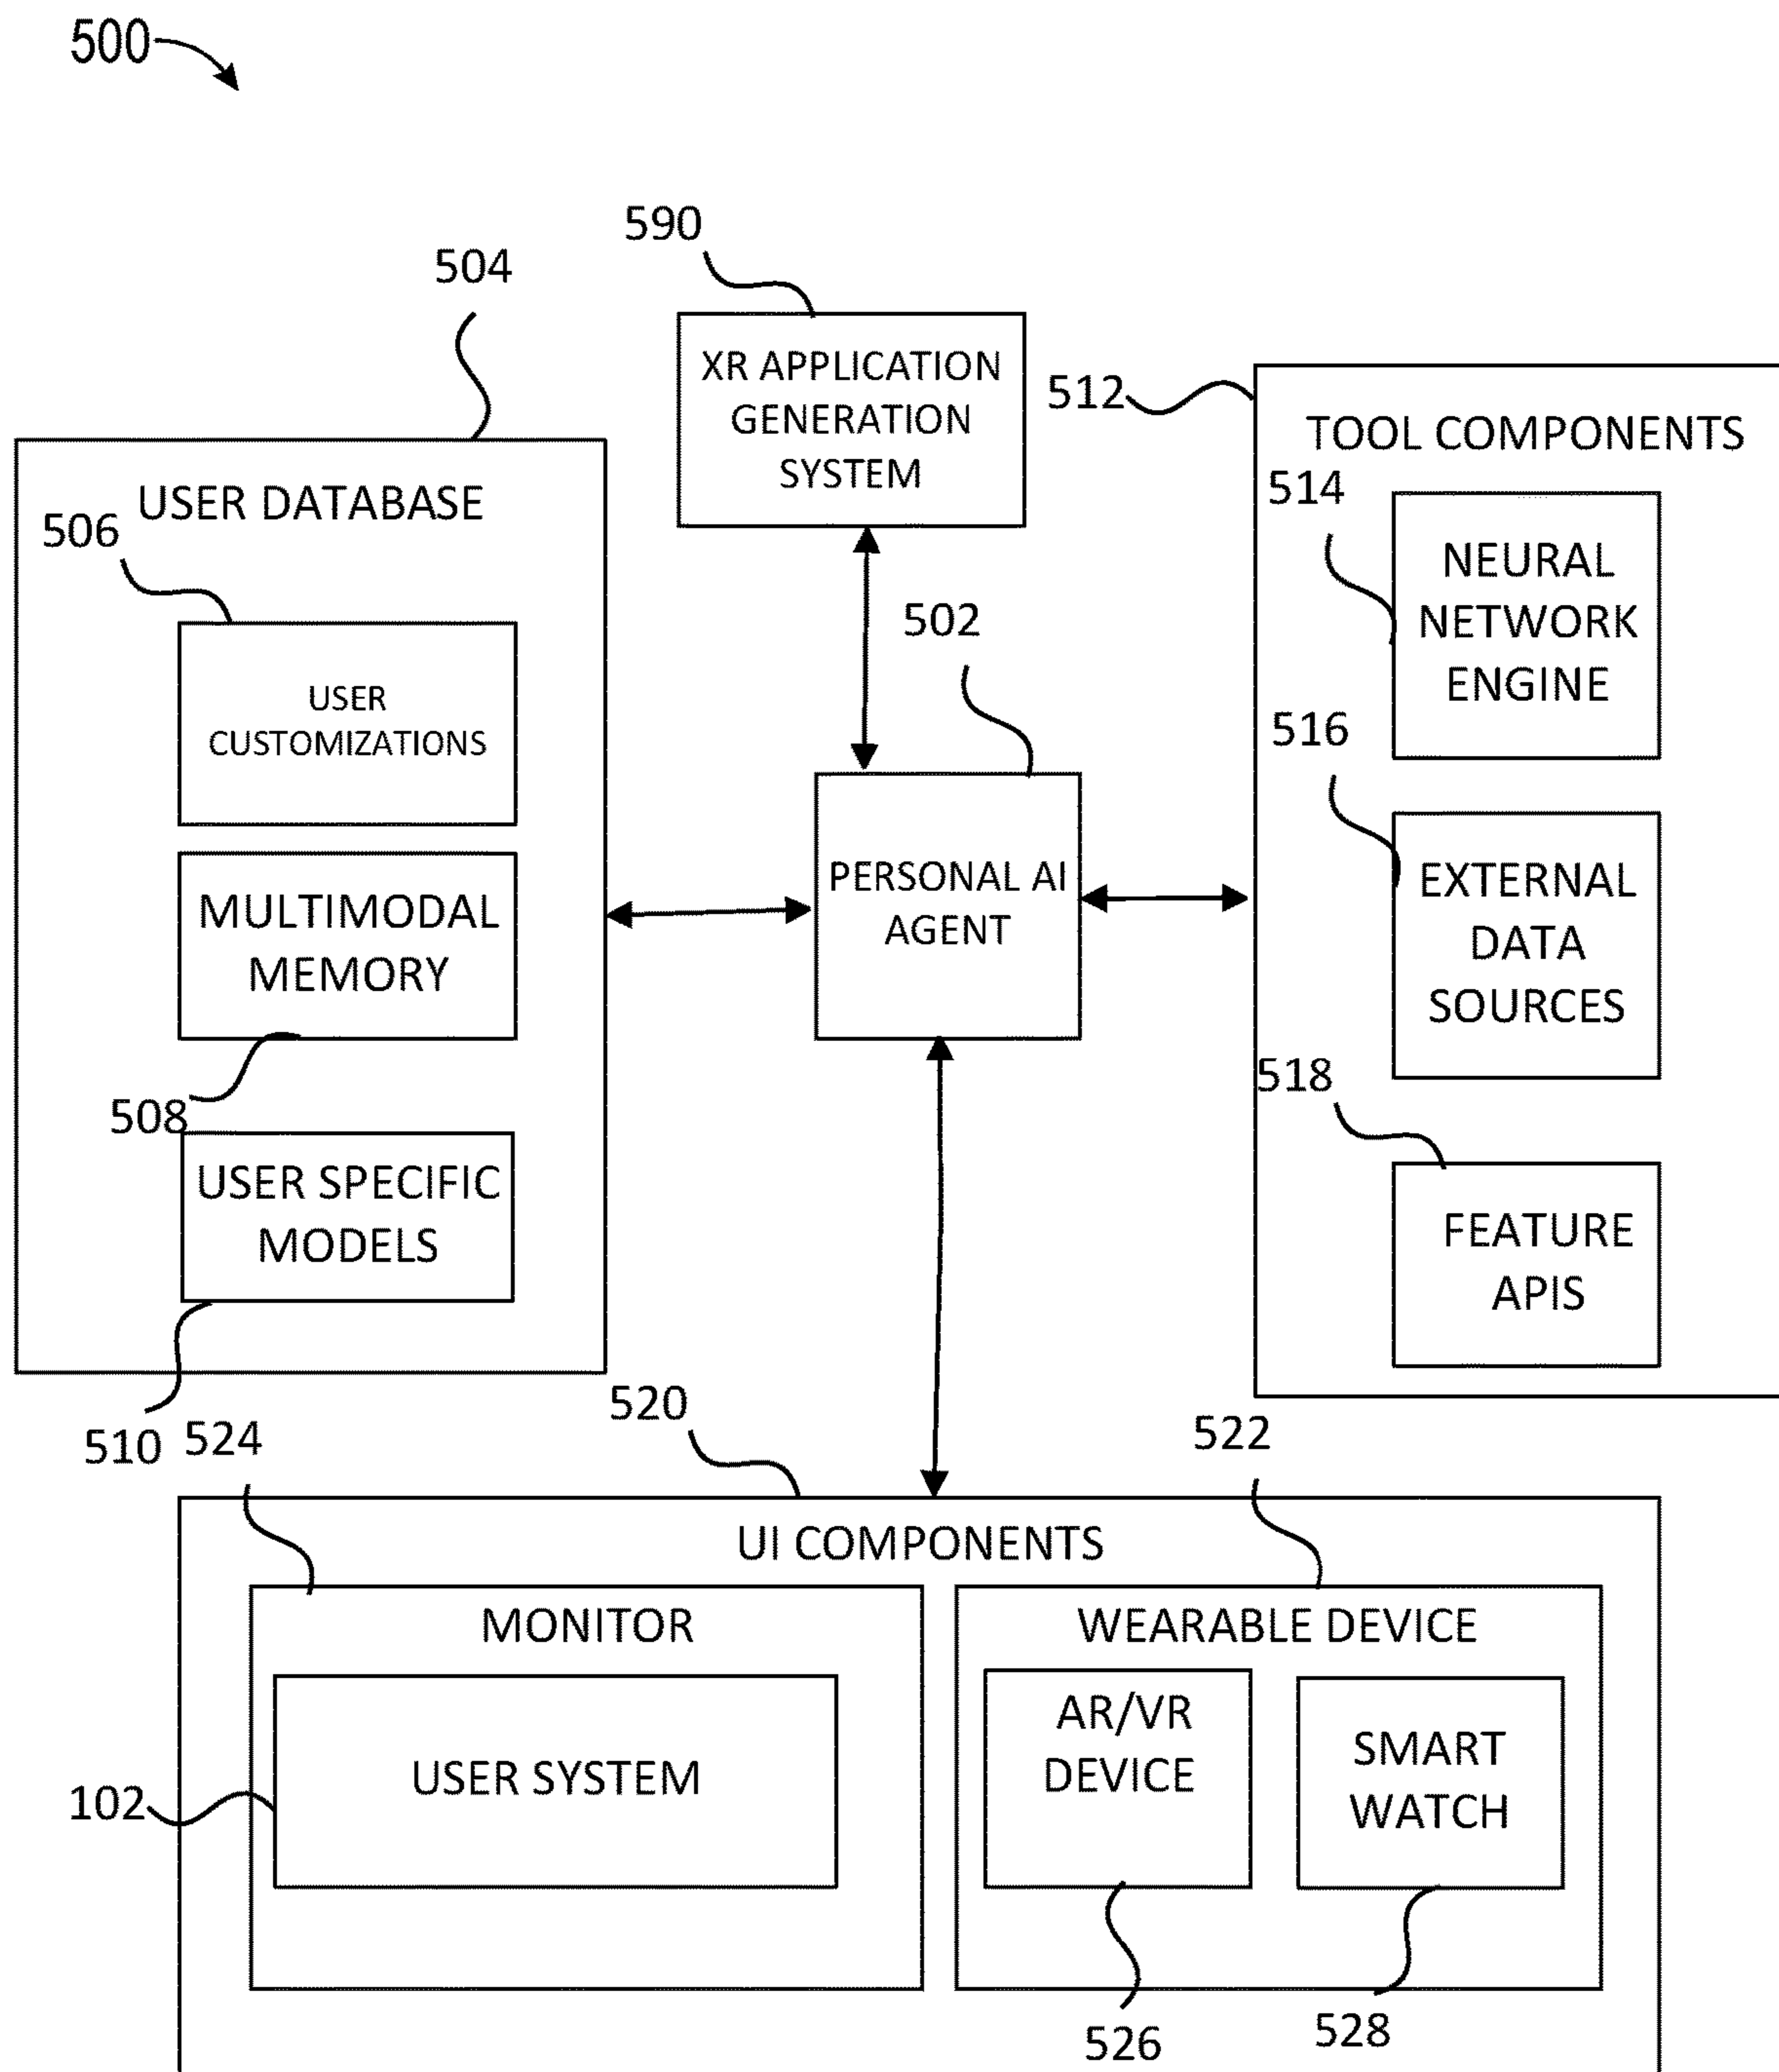 500
590
504
XR APPLICATION
GENERATION
SYSTEM
512
TOOL COMPONENTS
USER DATABASE
514
506
NEURAL
NETWORK
ENGINE
502
USER
CUSTOMIZATIONS
516
PERSONAL AI
AGENT
EXTERNAL
DATA
SOURCES
MULTIMODAL
MEMORY
518
508
USER SPECIFIC
MODELS
FEATURE
APIS
510
524
520
522
UI COMPONENTS
MONITOR
WEARABLE DEVICE
USER SYSTEM
AR/VR
DEVICE
SMART
WATCH
102
526
528